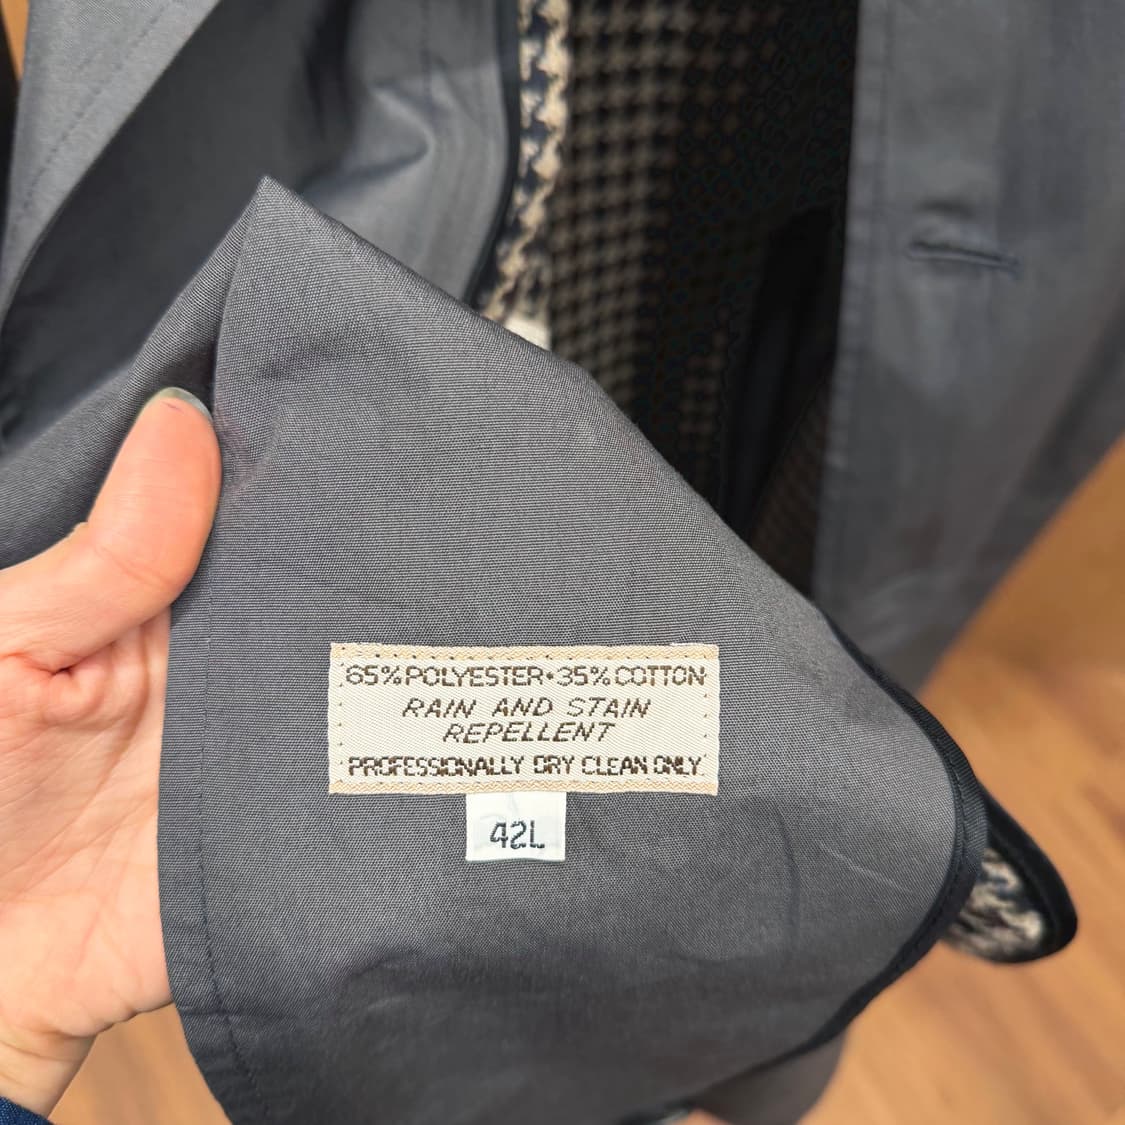 65% POLYESTER • 35% COTTON
RAIN AND STAIN
REPELLENT
PROFESSIONALLY DRY CLEAN ONLY
42L